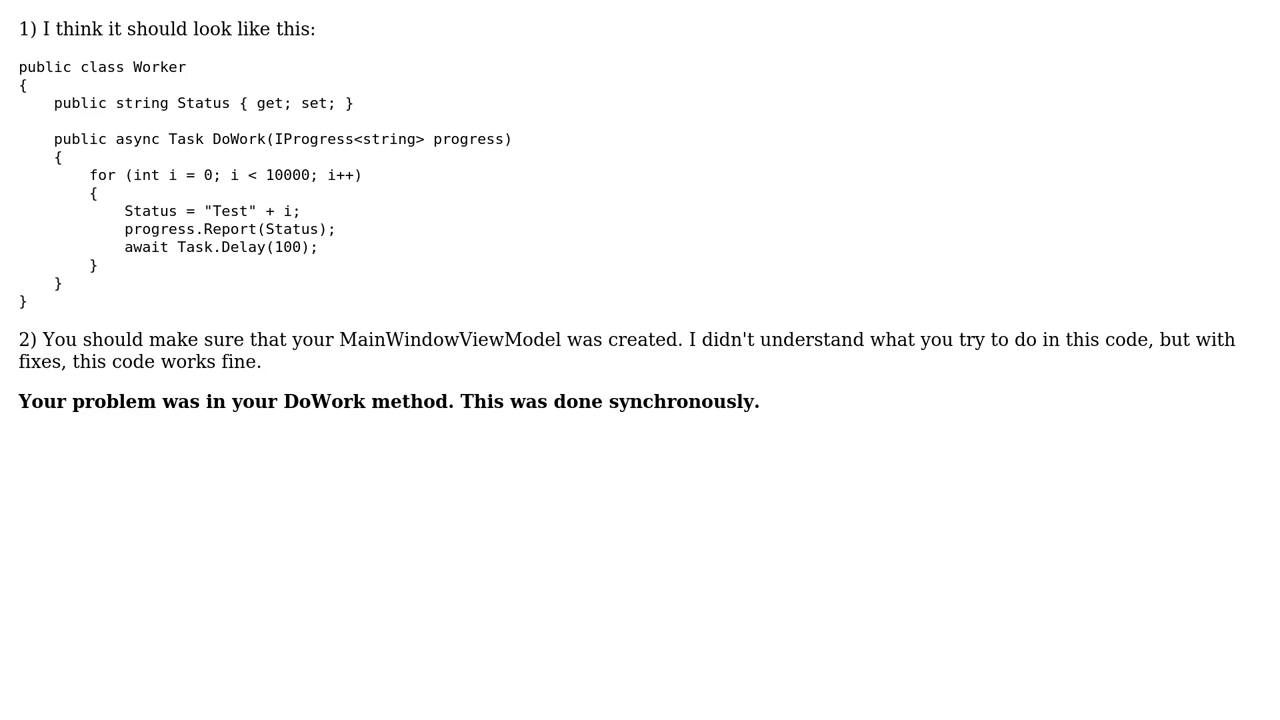 1) I think it should look like this:
public class Worker
{
    public string Status { get; set; }
    public async Task DoWork(IProgress<string> progress)
    {
        for (int i = 0; i < 10000; i++)
        {
            Status = "Test" + i;
            progress.Report(Status);
            await Task.Delay(100);
        }
    }
}
2) You should make sure that your MainWindowViewModel was created. I didn't understand what you try to do in this code, but with
fixes, this code works fine.
Your problem was in your DoWork method. This was done synchronously.